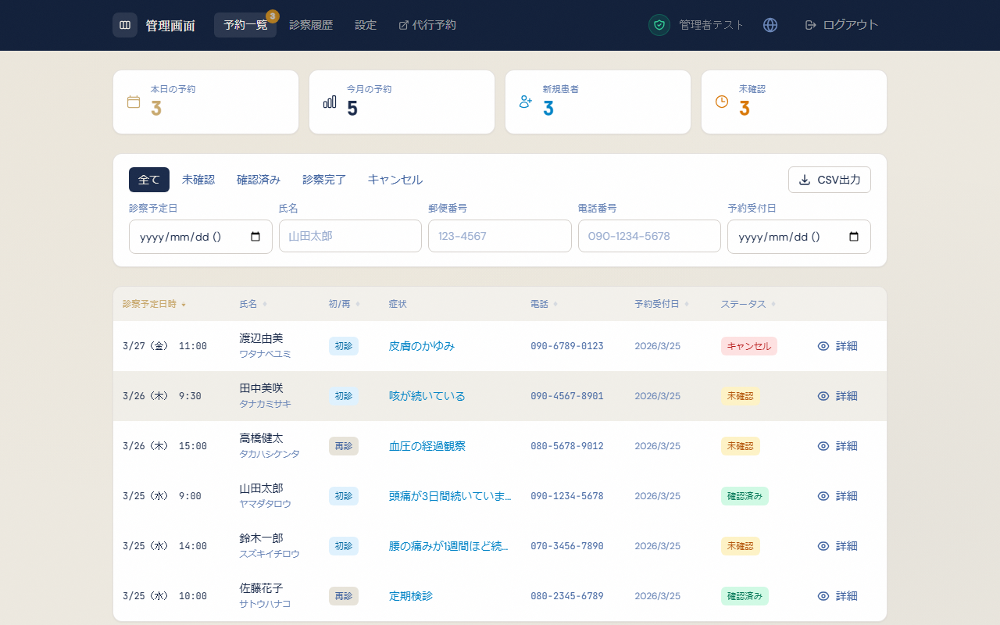 管理画面 予約一覧 3 診察履歴 設定 代行予約 管理者テスト ログアウト
本日の予約 今月の予約 新規患者 未確認
3 5 3 3
全て 未確認 確認済み 診察完了 キャンセル CSV出力
診察予定日 氏名 郵便番号 電話番号 予約受付日
yyyy/mm/dd () 山田太郎 123-4567 090-1234-5678 yyyy/mm/dd ()
診察予定日時 氏名 初/再 症状 電話 予約受付日 ステータス
3/27 (金) 11:00 渡辺由美 初診 皮膚のかゆみ 090-6789-0123 2026/3/25 キャンセル 詳細
ワタナベユミ
3/26 (木) 9:30 田中美咲 初診 咳が続いている 090-4567-8901 2026/3/25 未確認 詳細
タナカミサキ
3/26 (木) 15:00 高橋健太 再診 血圧の経過観察 080-5678-9012 2026/3/25 未確認 詳細
タカハシケンタ
3/25 (水) 9:00 山田太郎 初診 頭痛が3日間続いていま… 090-1234-5678 2026/3/25 確認済み 詳細
ヤマダタロウ
3/25 (水) 14:00 鈴木一郎 初診 腰の痛みが1週間ほど続… 070-3456-7890 2026/3/25 未確認 詳細
スズキイチロウ
3/25 (水) 10:00 佐藤花子 再診 定期検診 080-2345-6789 2026/3/25 確認済み 詳細
サトウハナコ